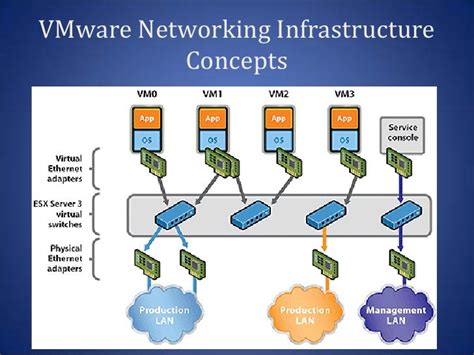 VMware Networking Infrastructure
Concepts
VM0 VM1 VM2 VM3
App App App App
OS OS OS OS
Service
console
Virtual
Ethernet
adapters
ESX Server 3
virtual
switches
Physical
Ethernet
adapters
Production
LAN
Production
LAN
Management
LAN